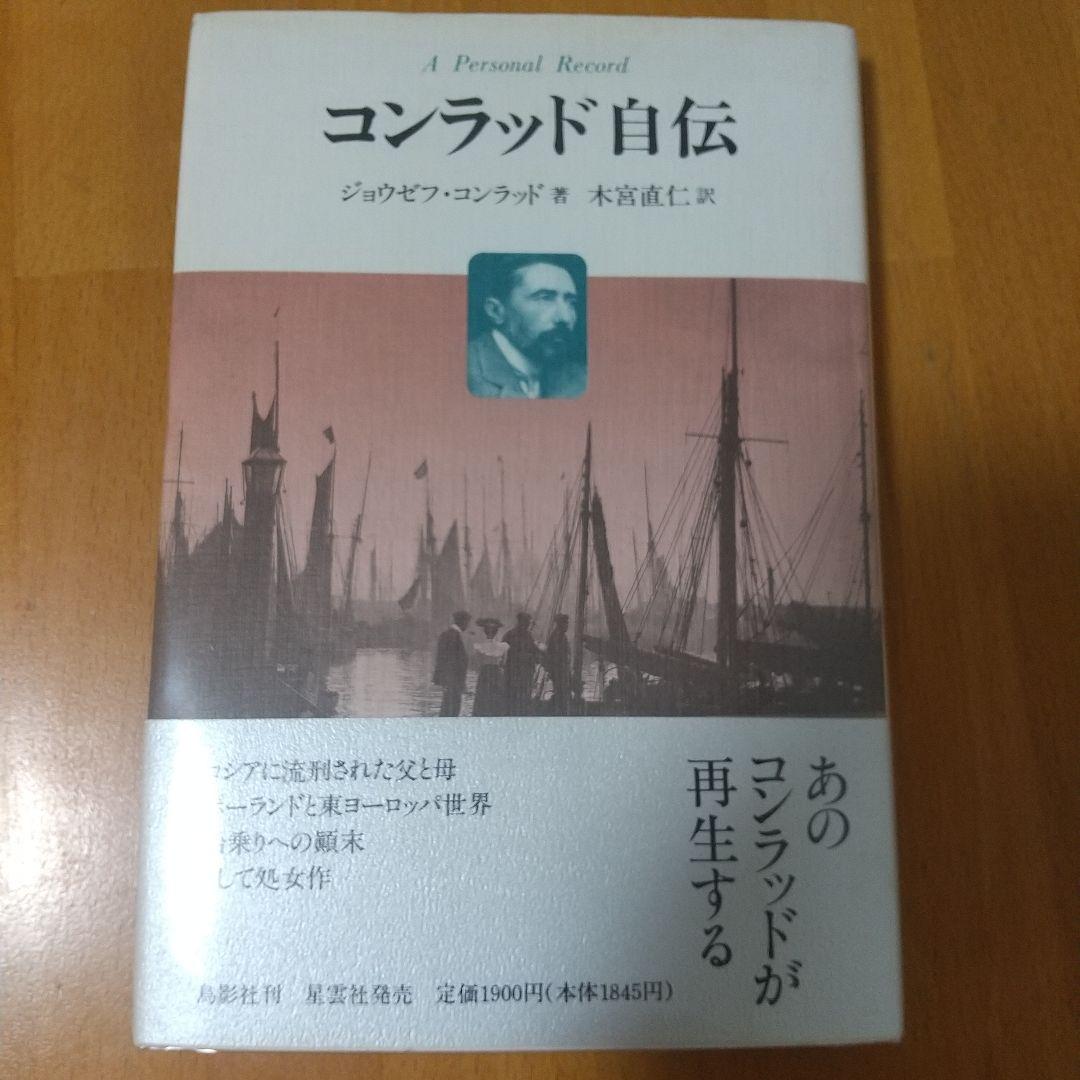 A Personal Record
コンラッド自伝
ジョウゼフ・コンラッド 著 木宮直仁 訳
あの
コンラッドが
再生する
ロシアに流刑された父と母
ポーランドと東ヨーロッパ世界
乗りへの顚末
して処女作
鳥影社刊 星雲社発売 定価1900円(本体1845円)